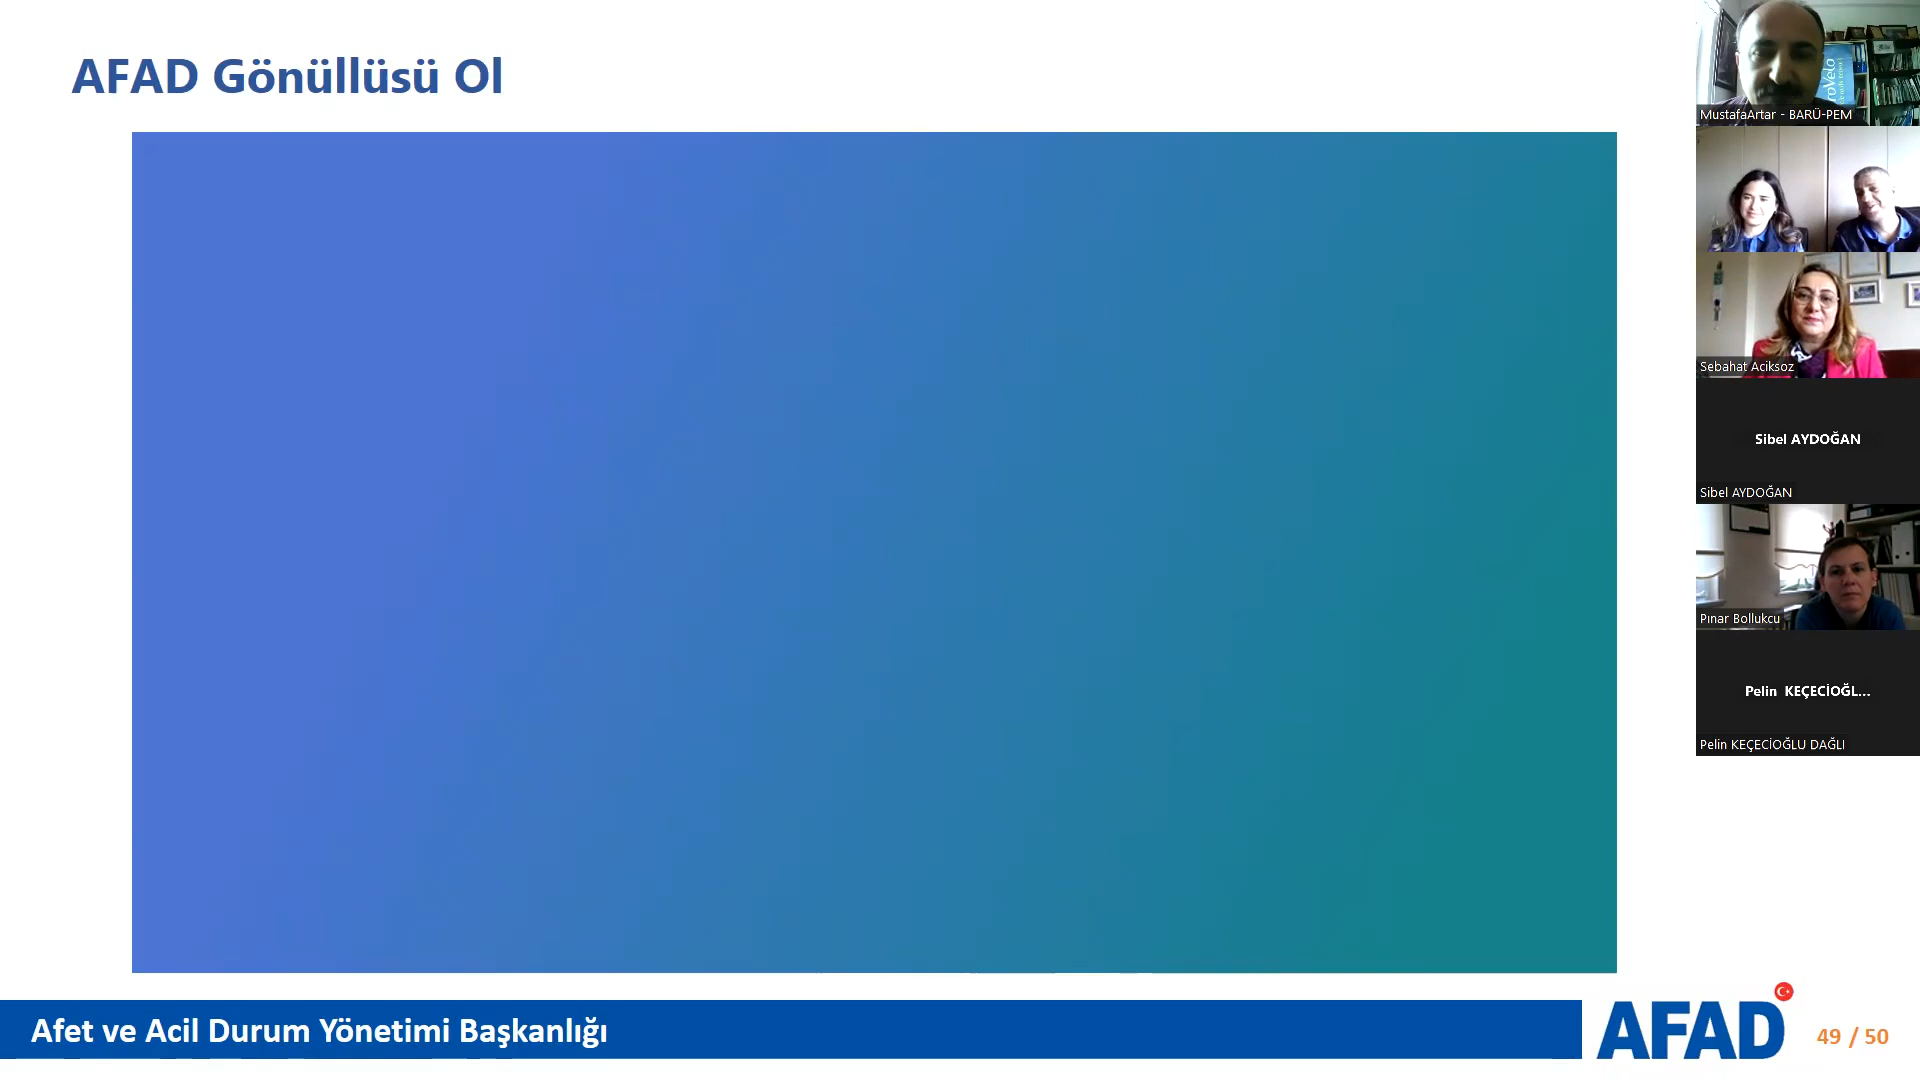 AFAD Gönüllüsü Ol
MustafaArtar - BARÜ-PEM
Sebahat Aciksoz
Sibel AYDOĞAN
Sibel AYDOĞAN
Pınar Bollukcu
Pelin KEÇECİOĞL...
Pelin KEÇECİOĞLU DAĞLI
Afet ve Acil Durum Yönetimi Başkanlığı
AFAD
49 / 50